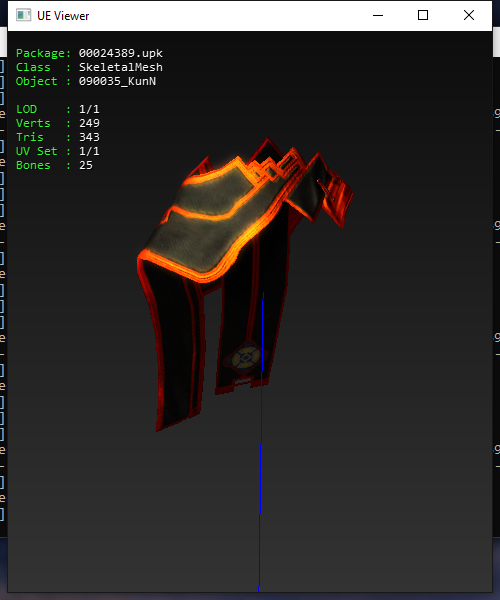 UE Viewer
Package: 00024389.upk
Class : SkeletalMesh
Object : 090035_KunN
LOD : 1/1
Verts : 249
Tris : 343
UV Set : 1/1
Bones : 25